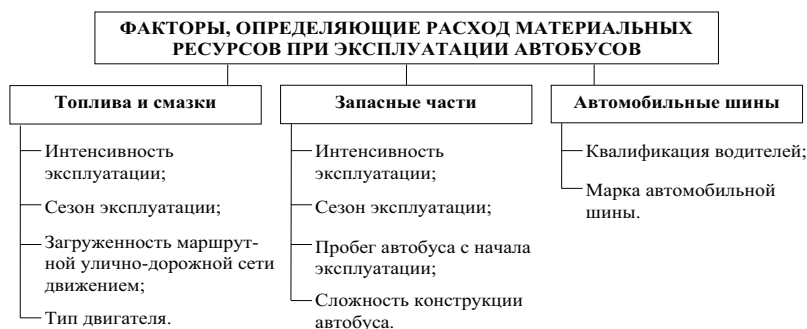 ФАКТОРЫ, ОПРЕДЕЛЯЮЩИЕ РАСХОД МАТЕРИАЛЬНЫХ
РЕСУРСОВ ПРИ ЭКСПЛУАТАЦИИ АВТОБУСОВ
Топлива и смазки
Интенсивность
эксплуатации;
Сезон эксплуатации;
Загруженность маршрут-
ной улично-дорожной сети
движением;
Тип двигателя.
Запасные части
Интенсивность
эксплуатации;
Сезон эксплуатации;
Пробег автобуса с начала
эксплуатации;
Сложность конструкции
автобуса.
Автомобильные шины
Квалификация водителей;
Марка автомобильной
шины.